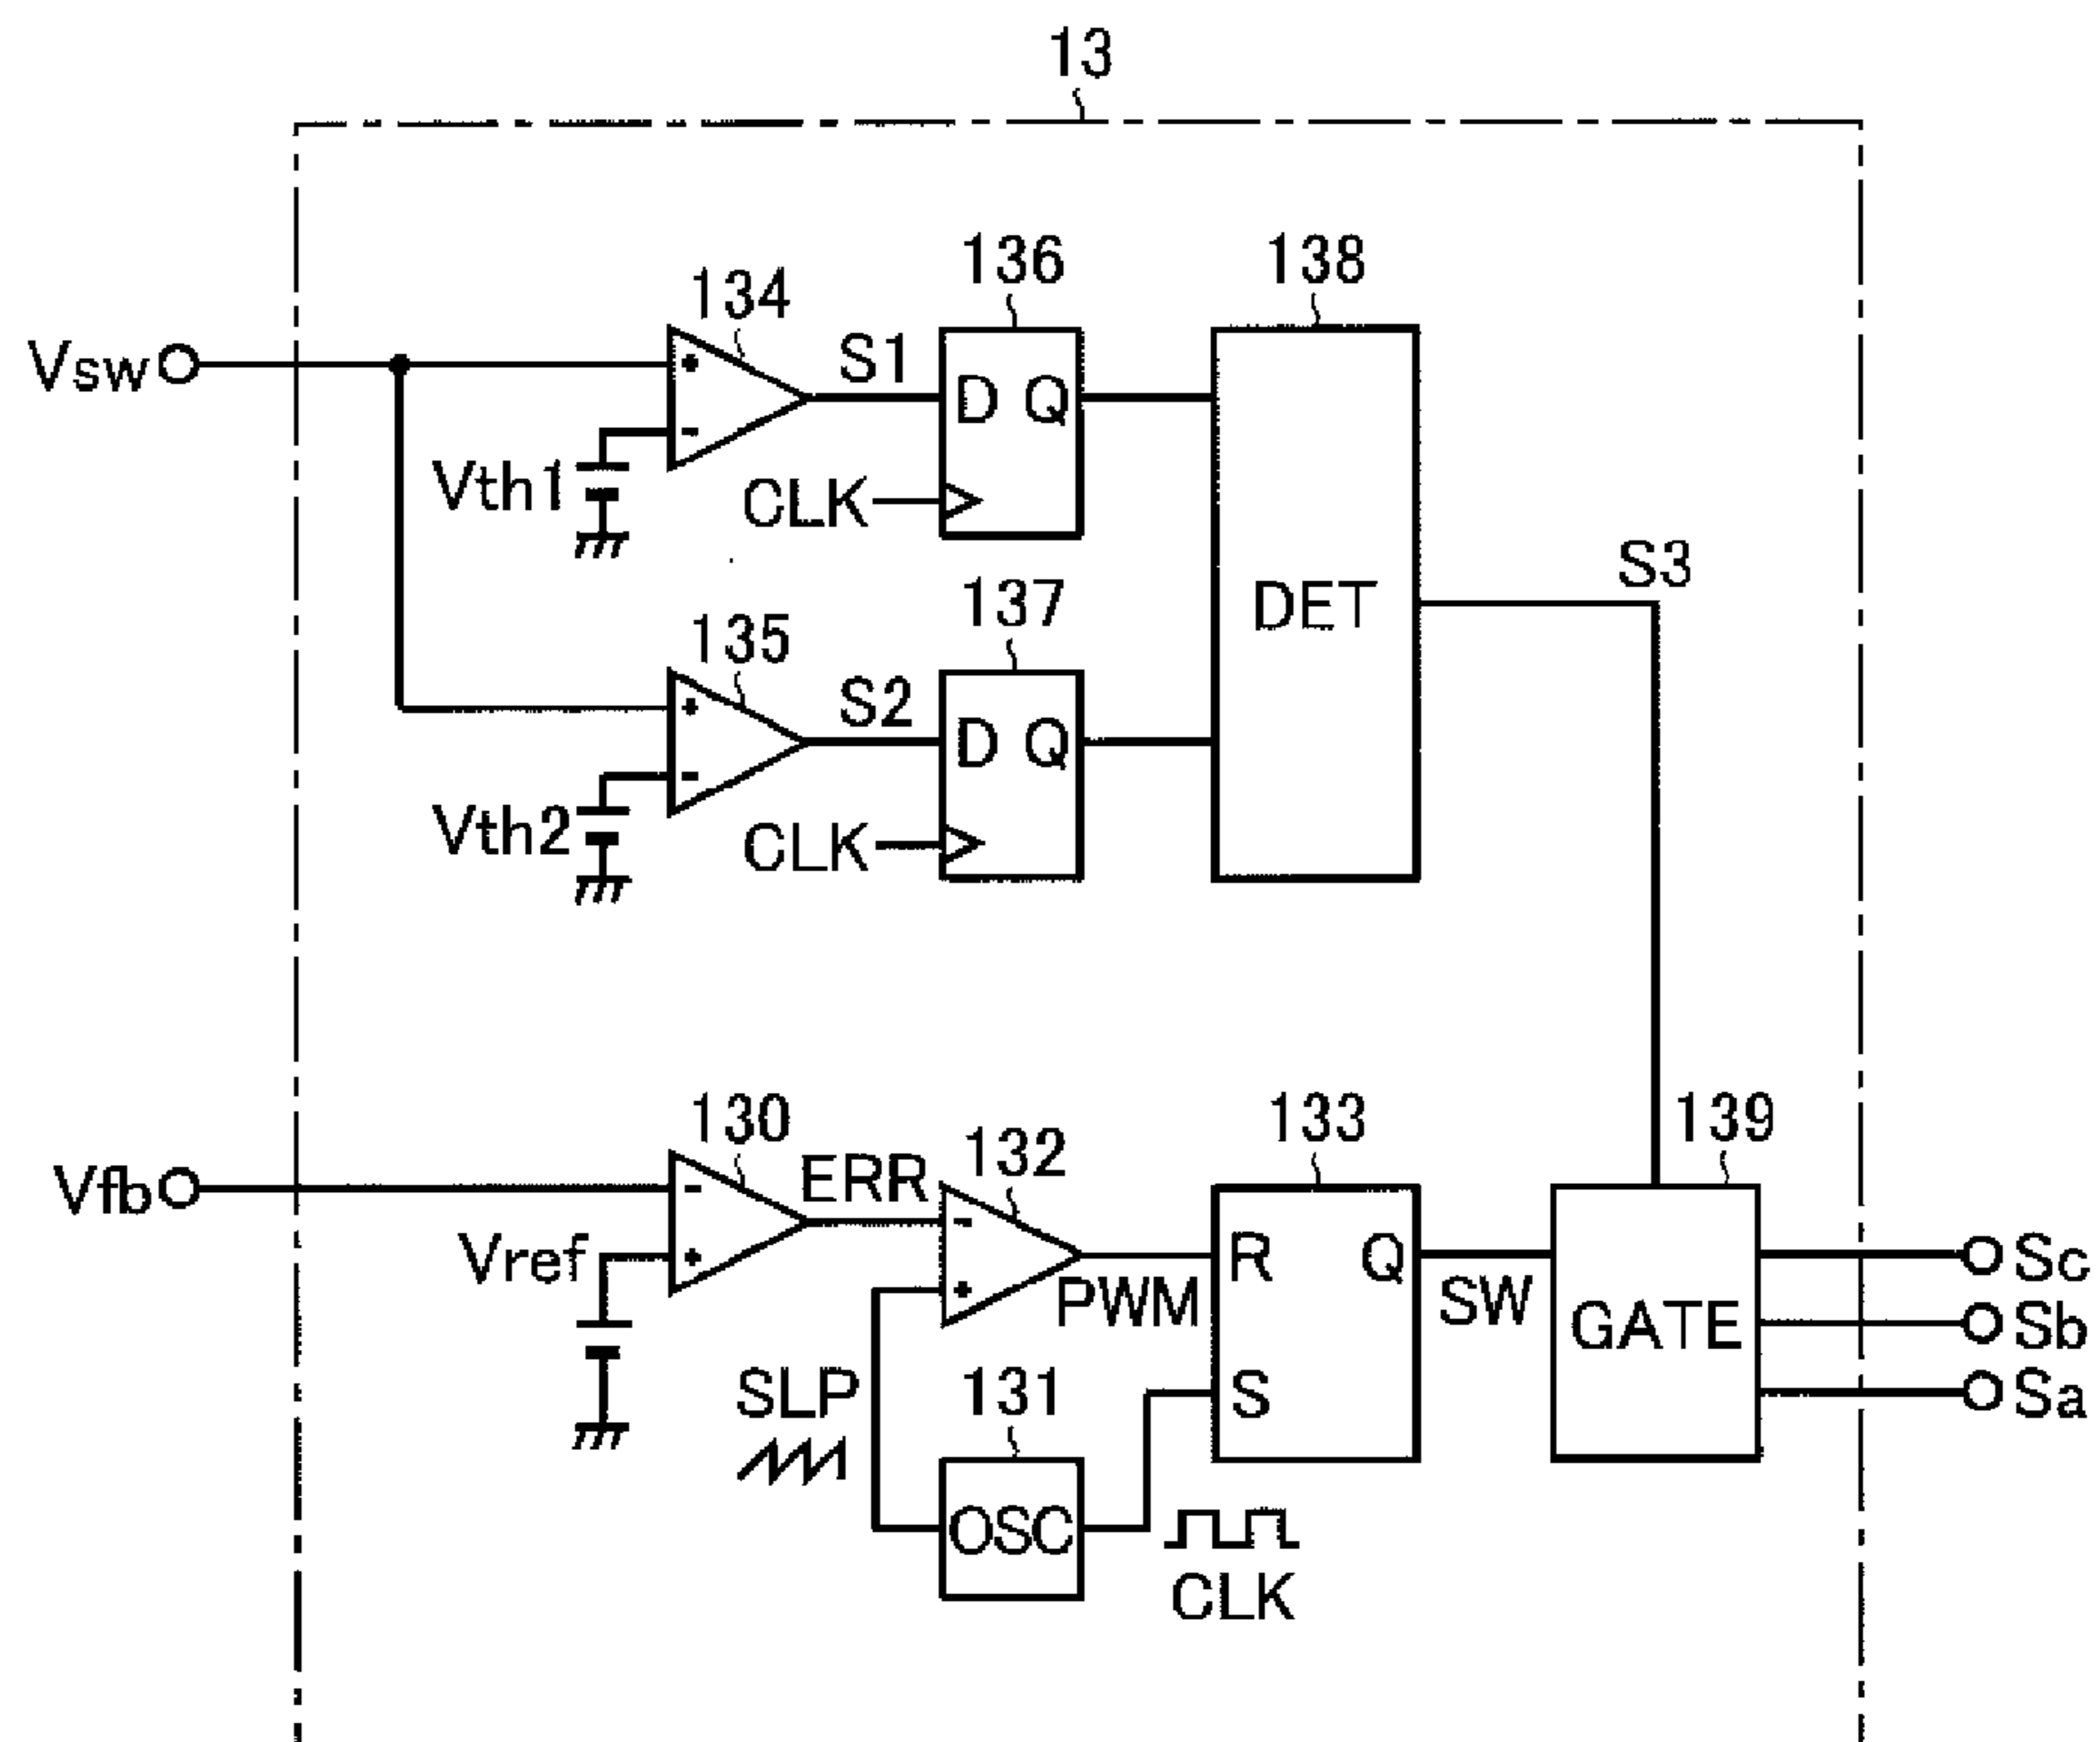 13
136
138
134
S1
Vsw
+
-
D Q
Vth1
CLK
S3
137
DET
135
S2
+
-
D Q
Vth2
CLK
130
132
133
139
ERR
Vfb
-
Vref
+
-
+
R Q
PWM
SW
GATE
Sc
Sb
Sa
SLP
131
S
OSC
CLK